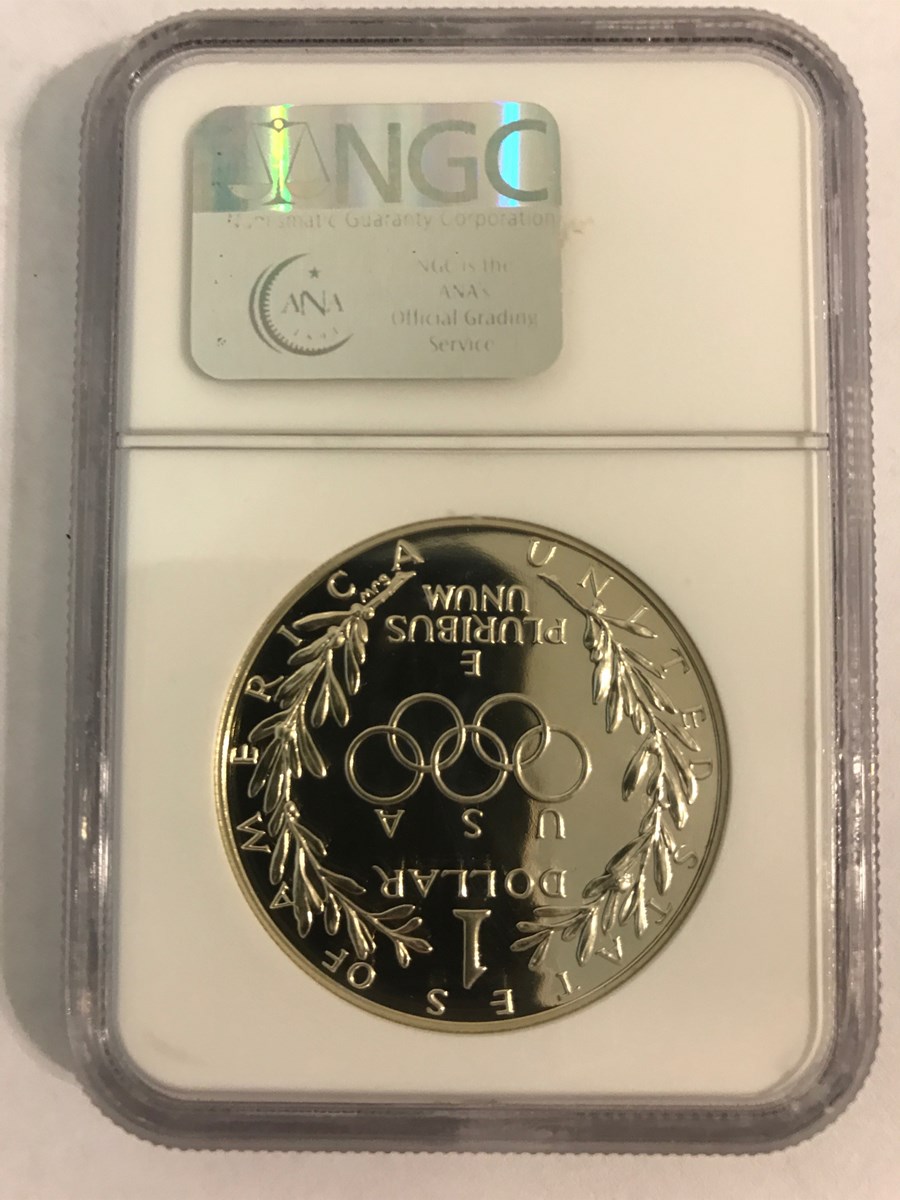 NGC
Numismatic Guaranty Corporation
ANA
NGC is the
ANA's
Official Grading
Service
UNITED STATES OF AMERICA
1
DOLLAR
U S A
E
PLURIBUS
UNUM